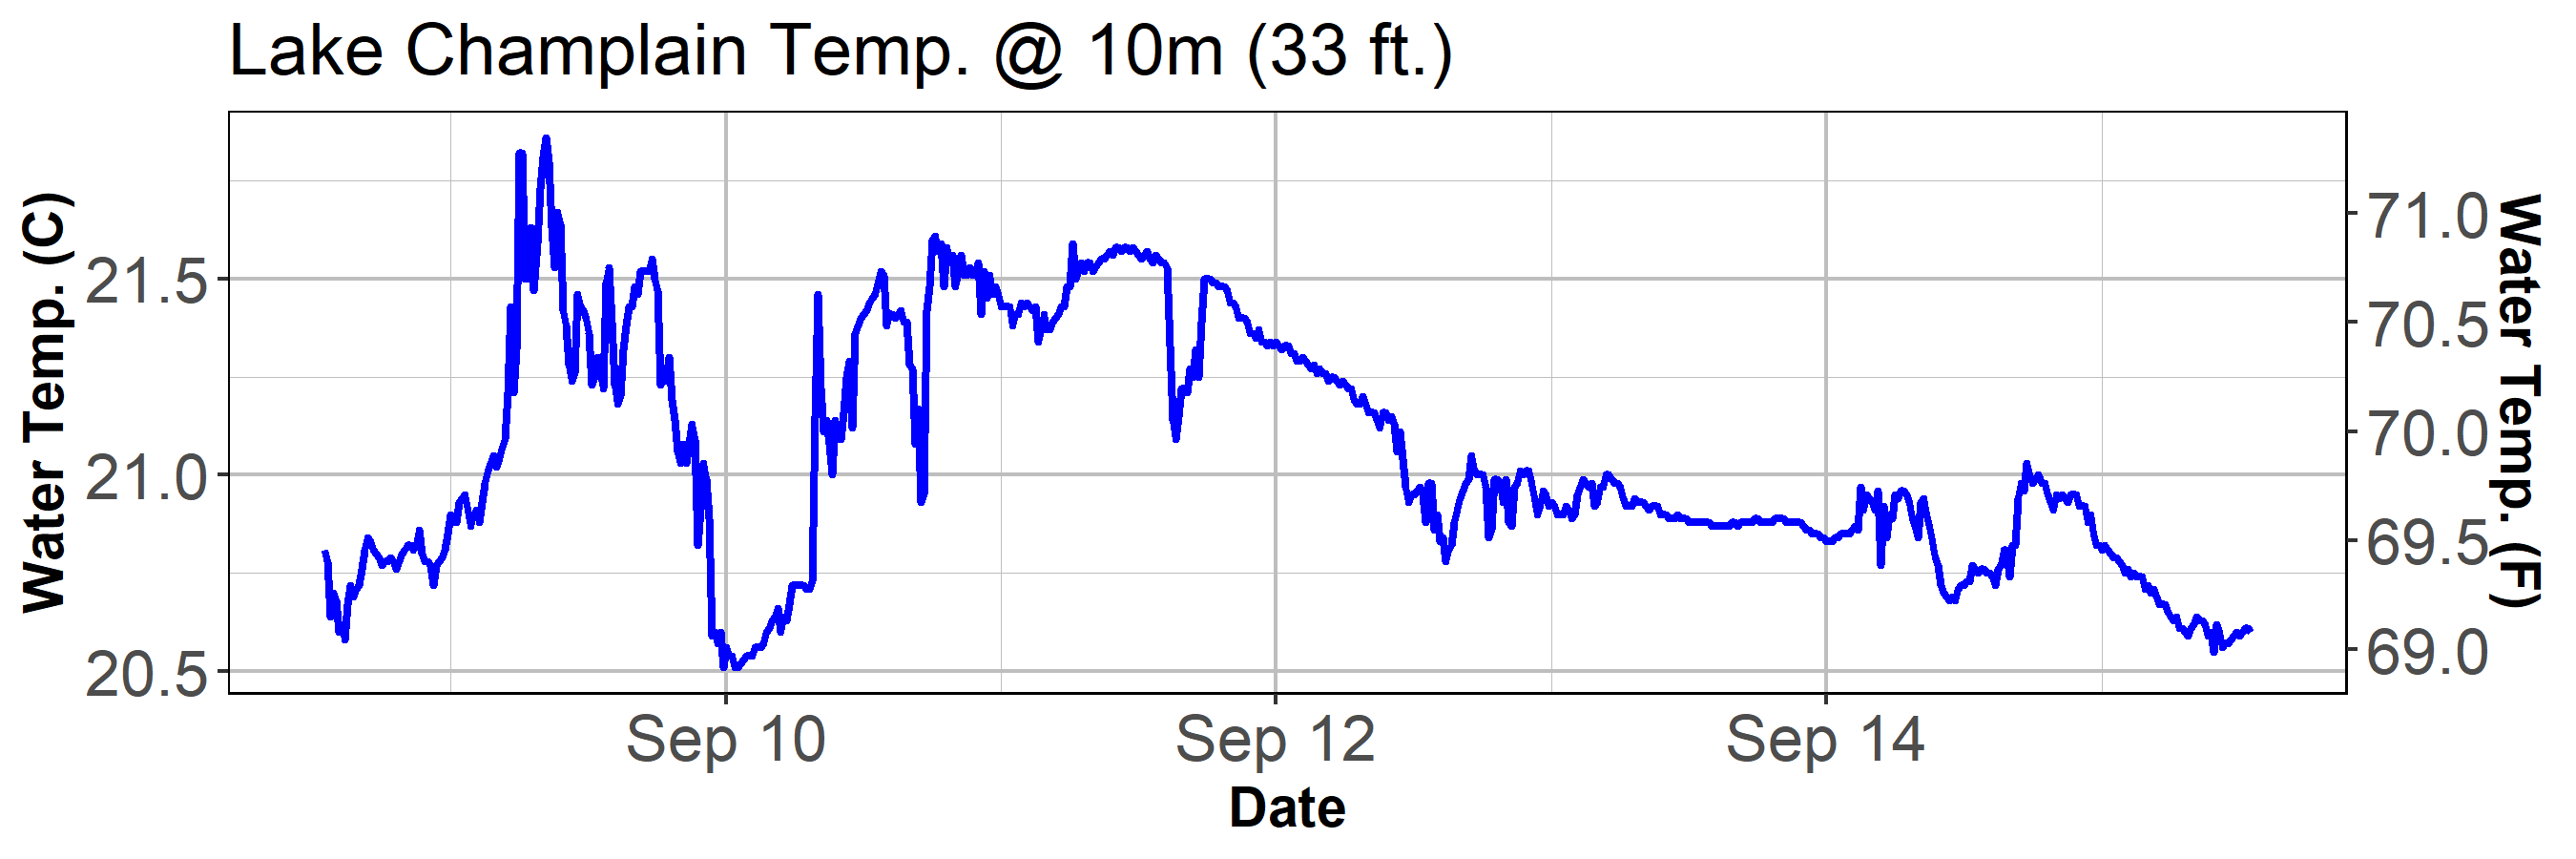 Lake Champlain Temp. @ 10m (33 ft.)
Water Temp. (C)
21.5
21.0
20.5
71.0
70.5
70.0
69.5
69.0
Water Temp. (F)
Sep 10 Sep 12 Sep 14
Date